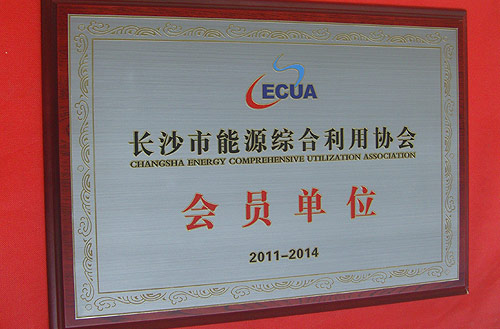 ECUA
长沙市能源综合利用协会
CHANGSHA ENERGY COMPREHENSIVE UTILIZATION ASSOCIATION
会员单位
2011-2014